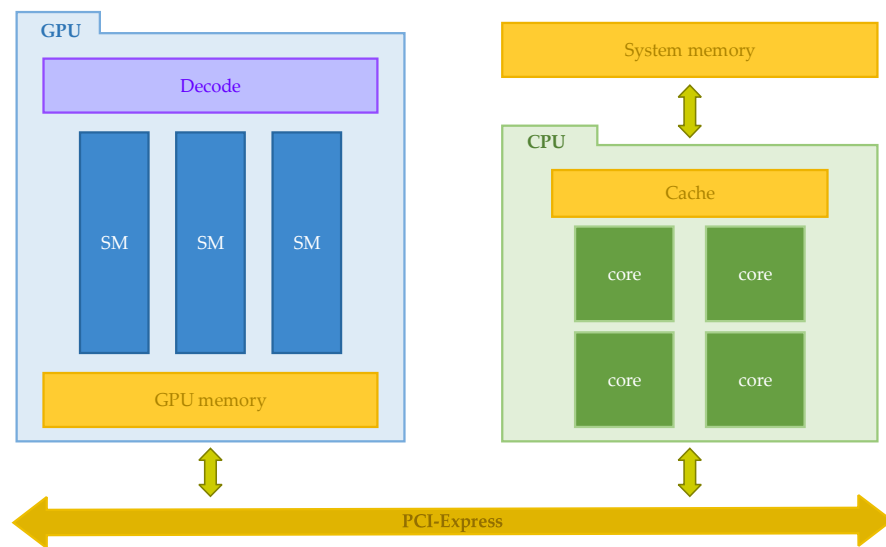 GPU
Decode
SM
SM
SM
GPU memory
System memory
CPU
Cache
core
core
core
core
PCI-Express